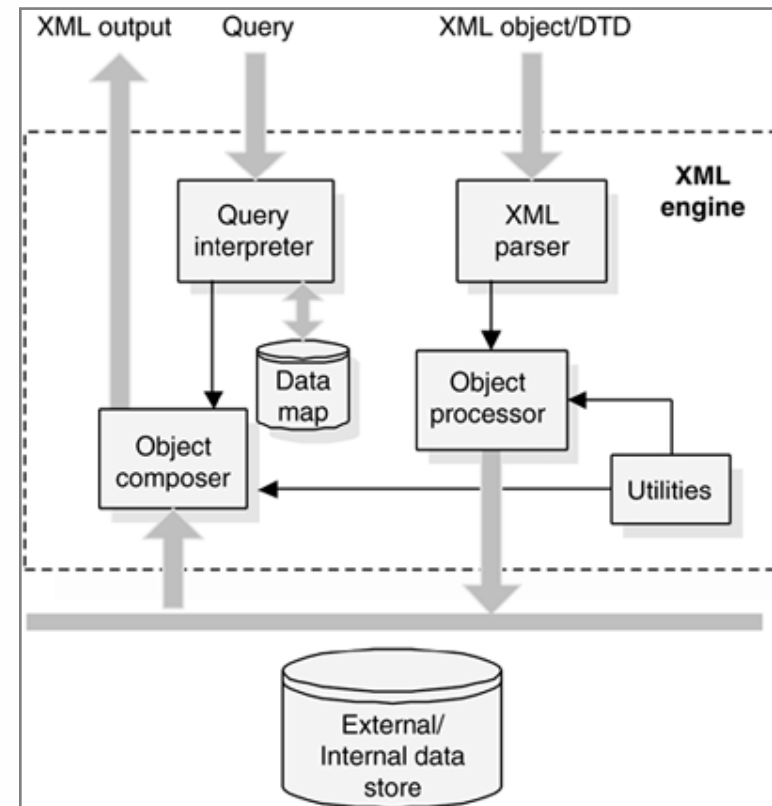 XML output
Query
XML object/DTD
XML
engine
Query
interpreter
XML
parser
Data
map
Object
processor
Object
composer
Utilities
External/
Internal data
store